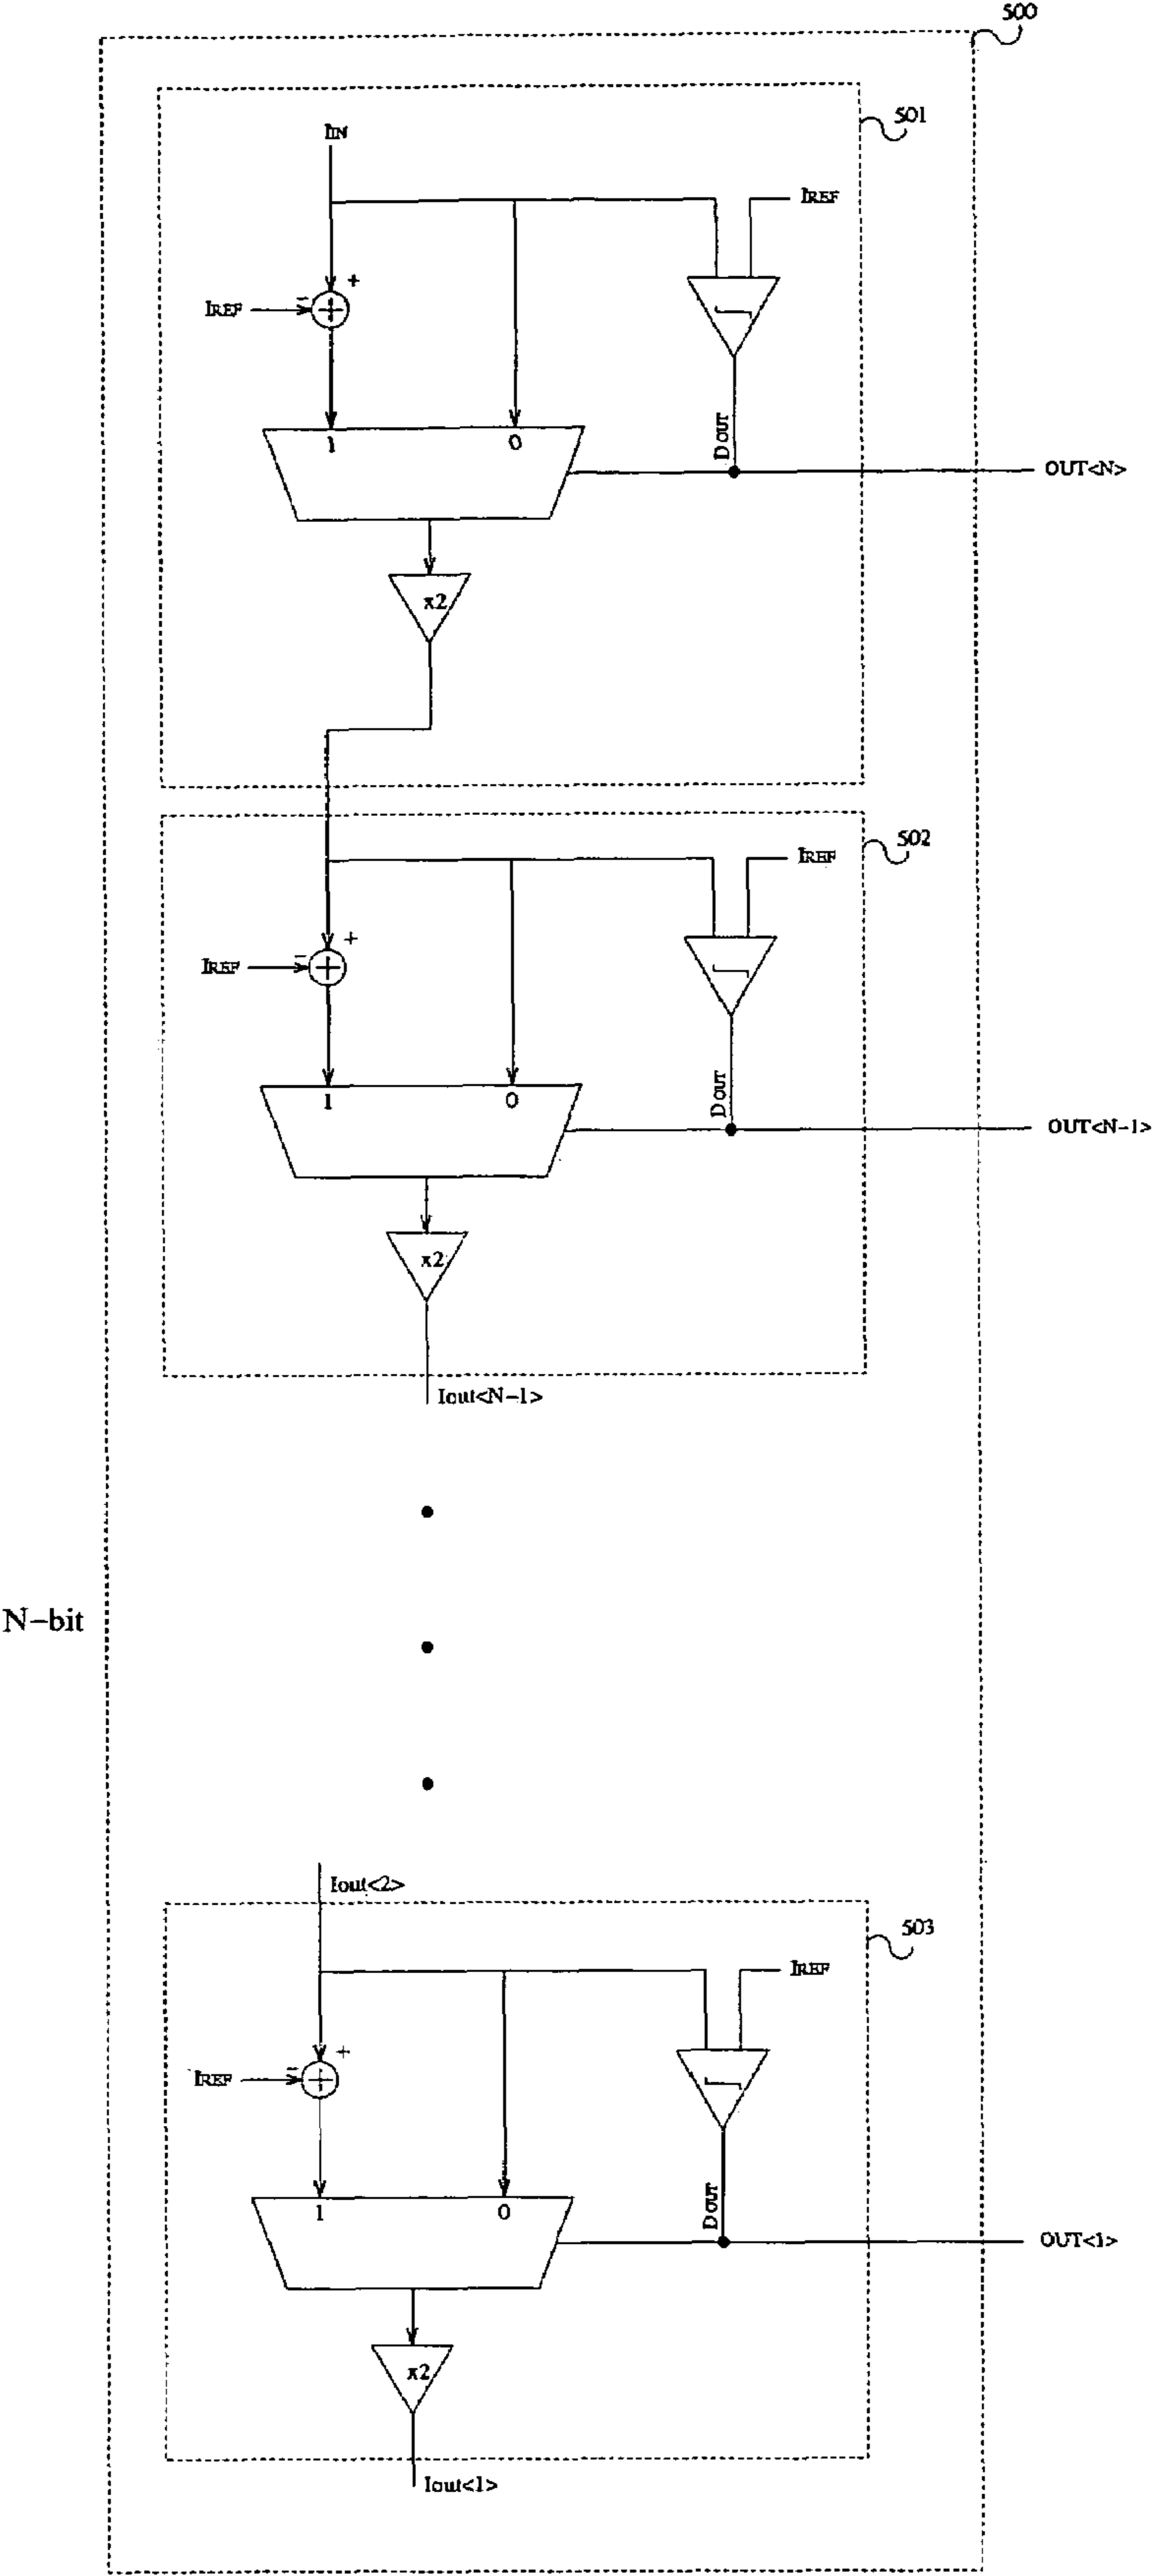 500
501
IIN
IREF
+
-
IREF
+
1
0
DOUT
OUT<N>
x2
502
IREF
+
-
IREF
+
1
0
DOUT
OUT<N-1>
x2
Iout<N-1>
N-bit
Iout<2>
503
IREF
+
-
IREF
+
1
0
DOUT
OUT<1>
x2
Iout<1>